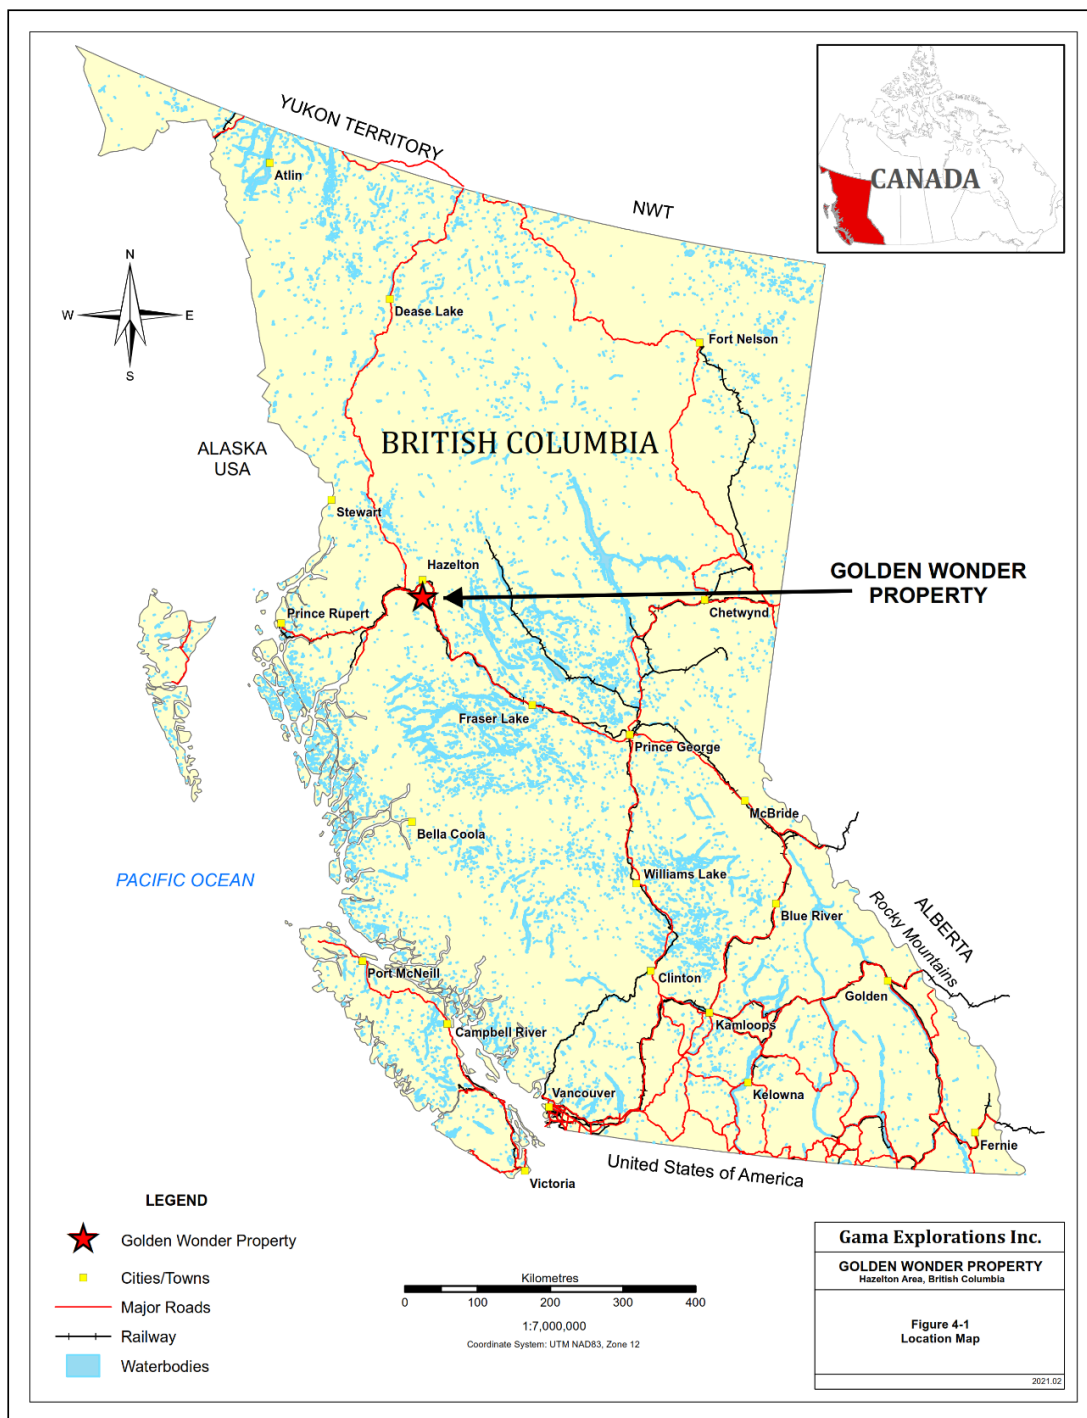 YUKON TERRITORY
NWT
CANADA
Atlin
N
W
E
S
Dease Lake
Fort Nelson
BRITISH COLUMBIA
ALASKA
USA
Stewart
Hazelton
GOLDEN WONDER
PROPERTY
Prince Rupert
Chetwynd
Fraser Lake
Prince George
McBride
Bella Coola
PACIFIC OCEAN
Williams Lake
Blue River
ALBERTA
Rocky Mountains
Port McNeill
Clinton
Golden
Kamloops
Campbell River
Vancouver
Kelowna
Fernie
United States of America
Victoria
LEGEND
Golden Wonder Property
Cities/Towns
Major Roads
Railway
Waterbodies
Kilometres
0 100 200 300 400
1:7,000,000
Coordinate System: UTM NAD83, Zone 12
Gama Explorations Inc.
GOLDEN WONDER PROPERTY
Hazelton Area, British Columbia
Figure 4-1
Location Map
2021.02